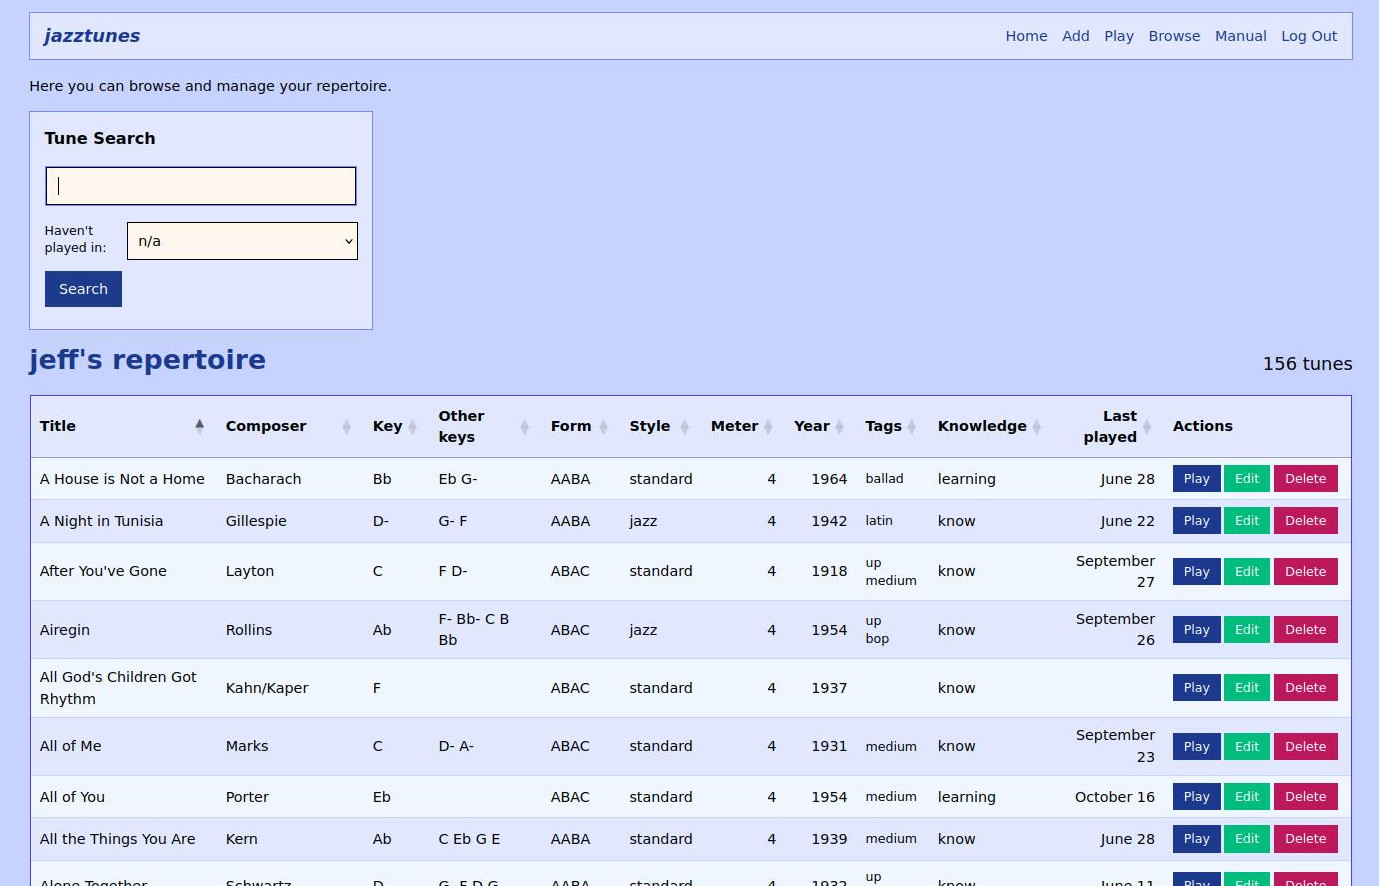 jazztunes
Home Add Play Browse Manual Log Out
Here you can browse and manage your repertoire.
Tune Search
Haven't
played in:
n/a
Search
jeff's repertoire
156 tunes
Title Composer Key Other keys Form Style Meter Year Tags Knowledge Last played Actions
A House is Not a Home Bacharach Bb Eb G- AABA standard 4 1964 ballad learning June 28 Play Edit Delete
A Night in Tunisia Gillespie D- G- F AABA jazz 4 1942 latin know June 22 Play Edit Delete
After You've Gone Layton C F D- ABAC standard 4 1918 up medium know September 27 Play Edit Delete
Airegin Rollins Ab F- Bb- C B Bb ABAC jazz 4 1954 up bop know September 26 Play Edit Delete
All God's Children Got Rhythm Kahn/Kaper F ABAC standard 4 1937 know Play Edit Delete
All of Me Marks C D- A- ABAC standard 4 1931 medium know September 23 Play Edit Delete
All of You Porter Eb ABAC standard 4 1954 medium learning October 16 Play Edit Delete
All the Things You Are Kern Ab C Eb G E AABA standard 4 1939 medium know June 28 Play Edit Delete
Alone Together Schwartz AABA standard 4 1932 up know June 11 Play Edit Delete